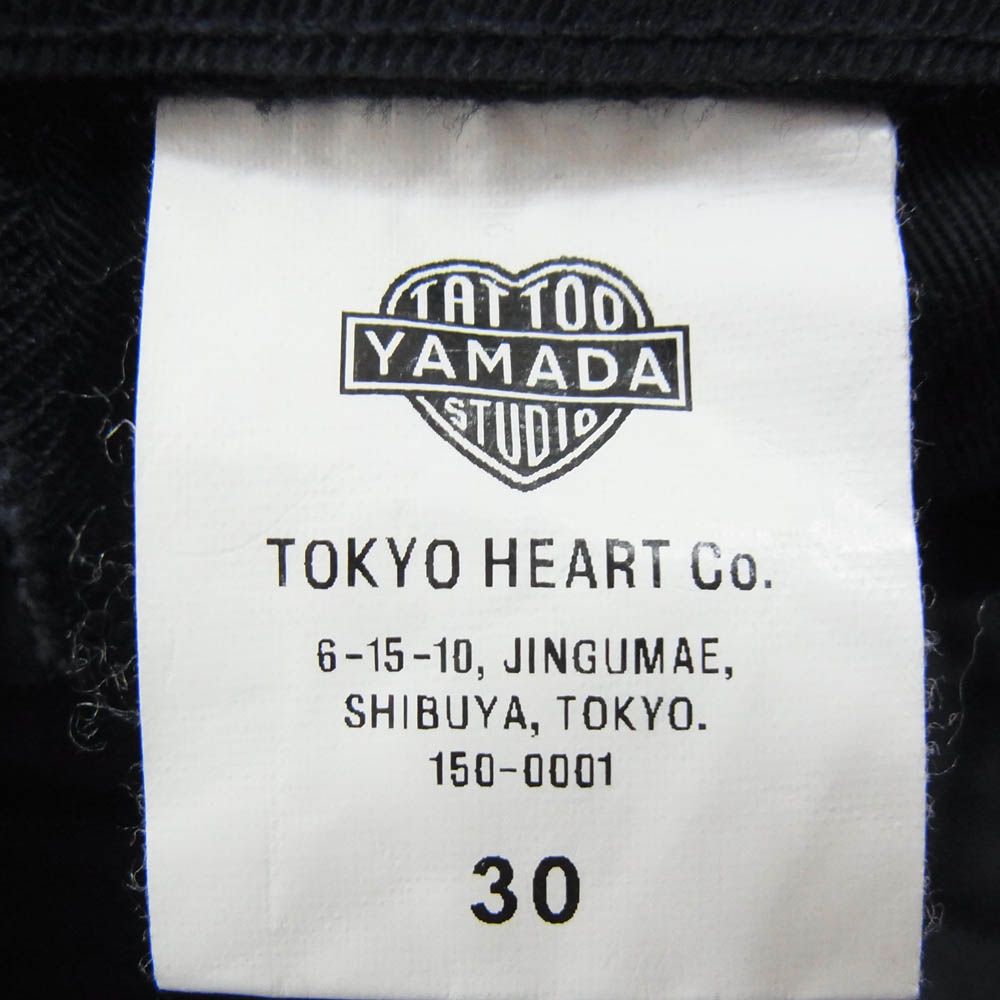 TATTOO
YAMADA
STUDIO
TOKYO HEART Co.
6-15-10, JINGUMAE,
SHIBUYA, TOKYO.
150-0001
30